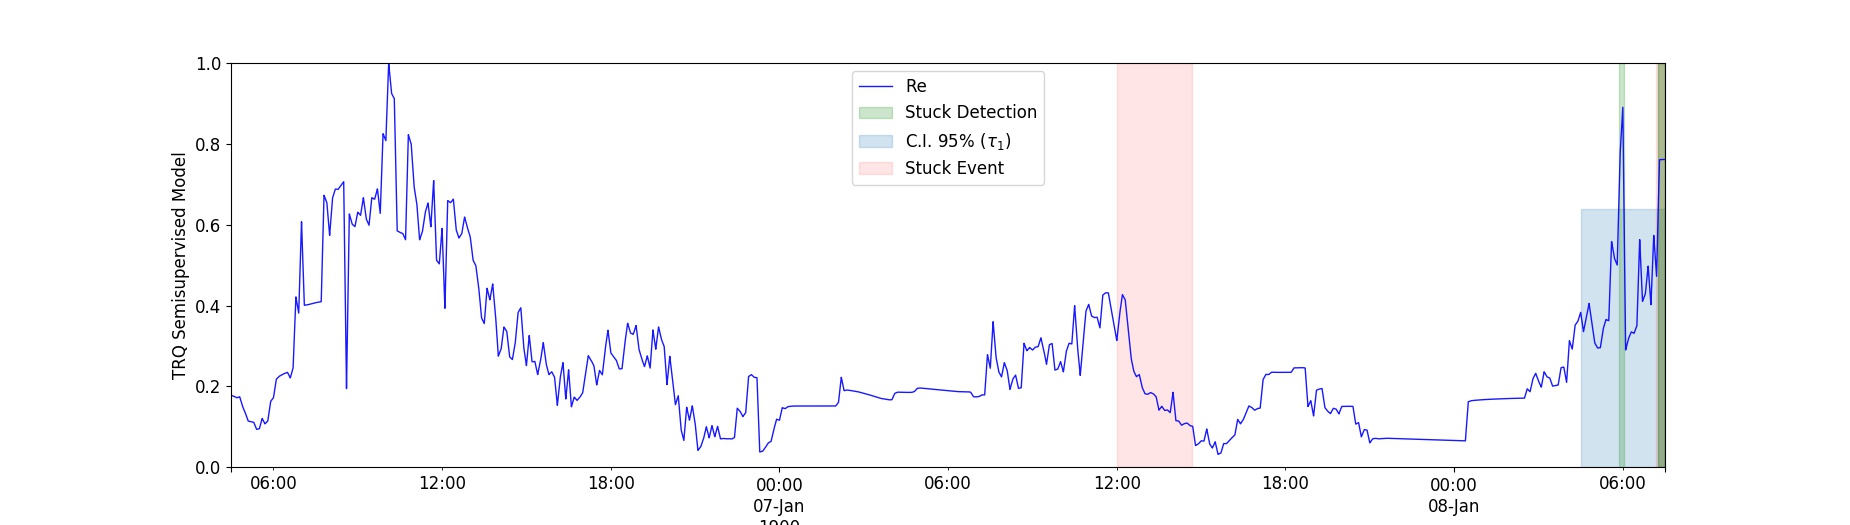 1.0
0.8
0.6
0.4
0.2
0.0
TRQ Semisupervised Model
Re
Stuck Detection
C.I. 95% (τ₁)
Stuck Event
06:00 12:00 18:00 00:00 06:00 12:00 18:00 00:00 06:00
07-Jan 08-Jan
1900